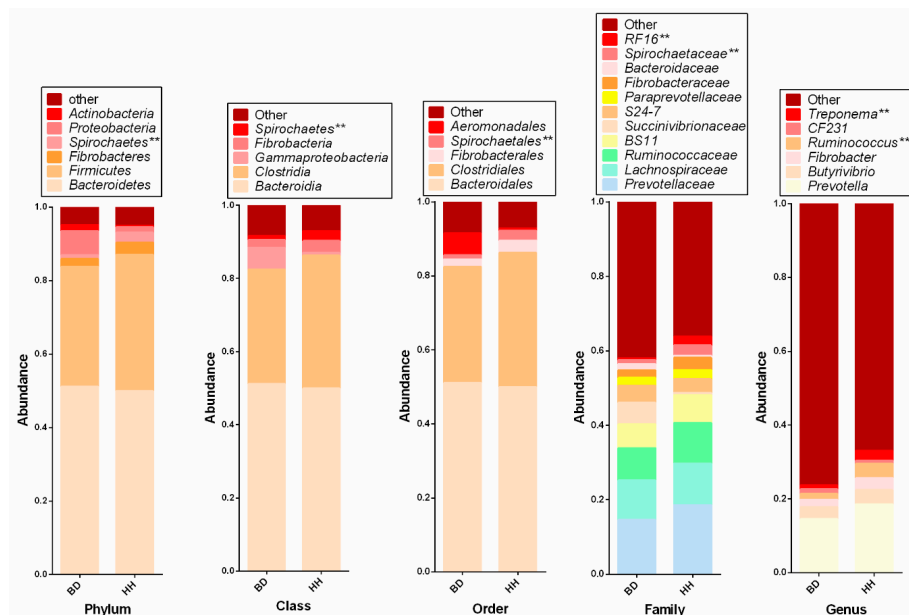 other
Actinobacteria
Proteobacteria
Spirochaetes**
Fibrobacteres
Firmicutes
Bacteroidetes
1.0
0.8
0.6
0.4
0.2
0.0
Abundance
BD
HH
Phylum
Other
Spirochaetes**
Fibrobacteria
Gammaproteobacteria
Clostridia
Bacteroidia
1.0
0.8
0.6
0.4
0.2
0.0
Abundance
BD
HH
Class
Other
Aeromonadales
Spirochaetales**
Fibrobacterales
Clostridiales
Bacteroidales
1.0
0.8
0.6
0.4
0.2
0.0
Abundance
BD
HH
Order
Other
RF16**
Spirochaetaceae**
Bacteroidaceae
Fibrobacteraceae
Paraprevotellaceae
S24-7
Succinivibrionaceae
BS11
Ruminococcaceae
Lachnospiraceae
Prevotellaceae
1.0
0.8
0.6
0.4
0.2
0.0
Abundance
BD
HH
Family
Other
Treponema**
CF231
Ruminococcus**
Fibrobacter
Butyrivibrio
Prevotella
1.0
0.8
0.6
0.4
0.2
0.0
Abundance
BD
HH
Genus